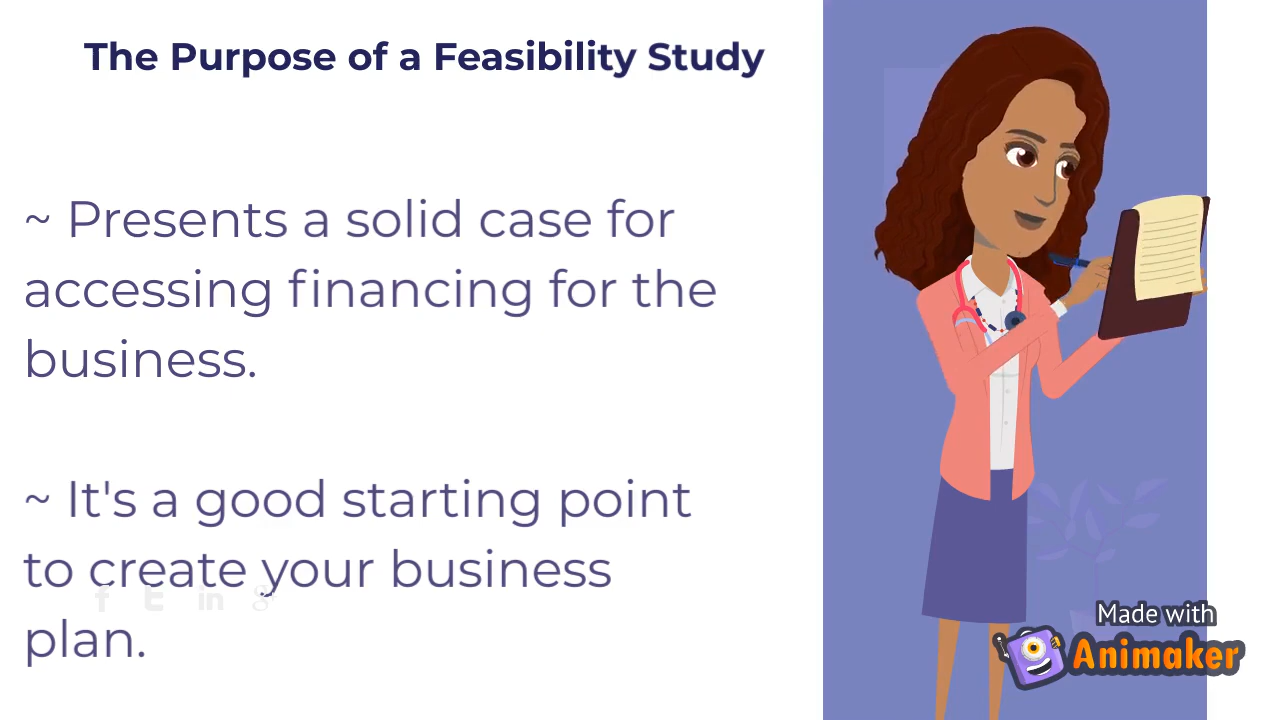 The Purpose of a Feasibility Study
~ Presents a solid case for
accessing financing for the
business.
~ It's a good starting point
to create your business
plan.
Made with
Animaker